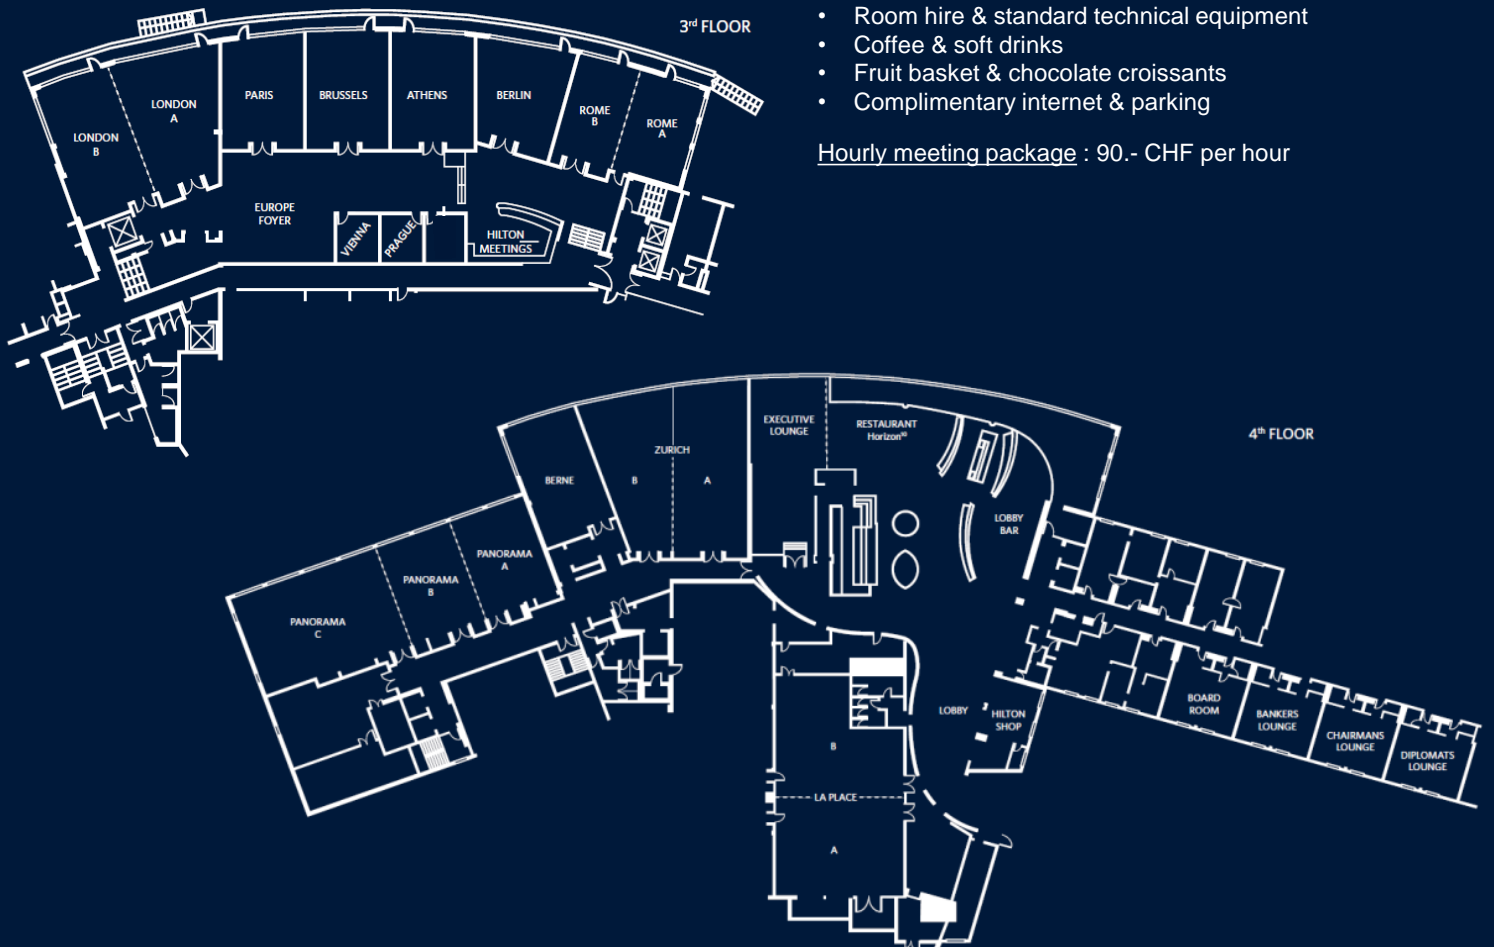 3rd FLOOR
• Room hire & standard technical equipment
• Coffee & soft drinks
• Fruit basket & chocolate croissants
• Complimentary internet & parking
Hourly meeting package : 90.- CHF per hour
LONDON
B
LONDON
A
PARIS
BRUSSELS
ATHENS
BERLIN
ROME
B
ROME
A
EUROPE
FOYER
VIENNA
PRAGUE
HILTON
MEETINGS
4th FLOOR
EXECUTIVE
LOUNGE
RESTAURANT
Horizon
ZURICH
B
A
BERNE
LOBBY
BAR
PANORAMA
A
PANORAMA
B
PANORAMA
C
LOBBY
HILTON
SHOP
BOARD
ROOM
BANKERS
LOUNGE
CHAIRMANS
LOUNGE
DIPLOMATS
LOUNGE
B
LA PLACE
A